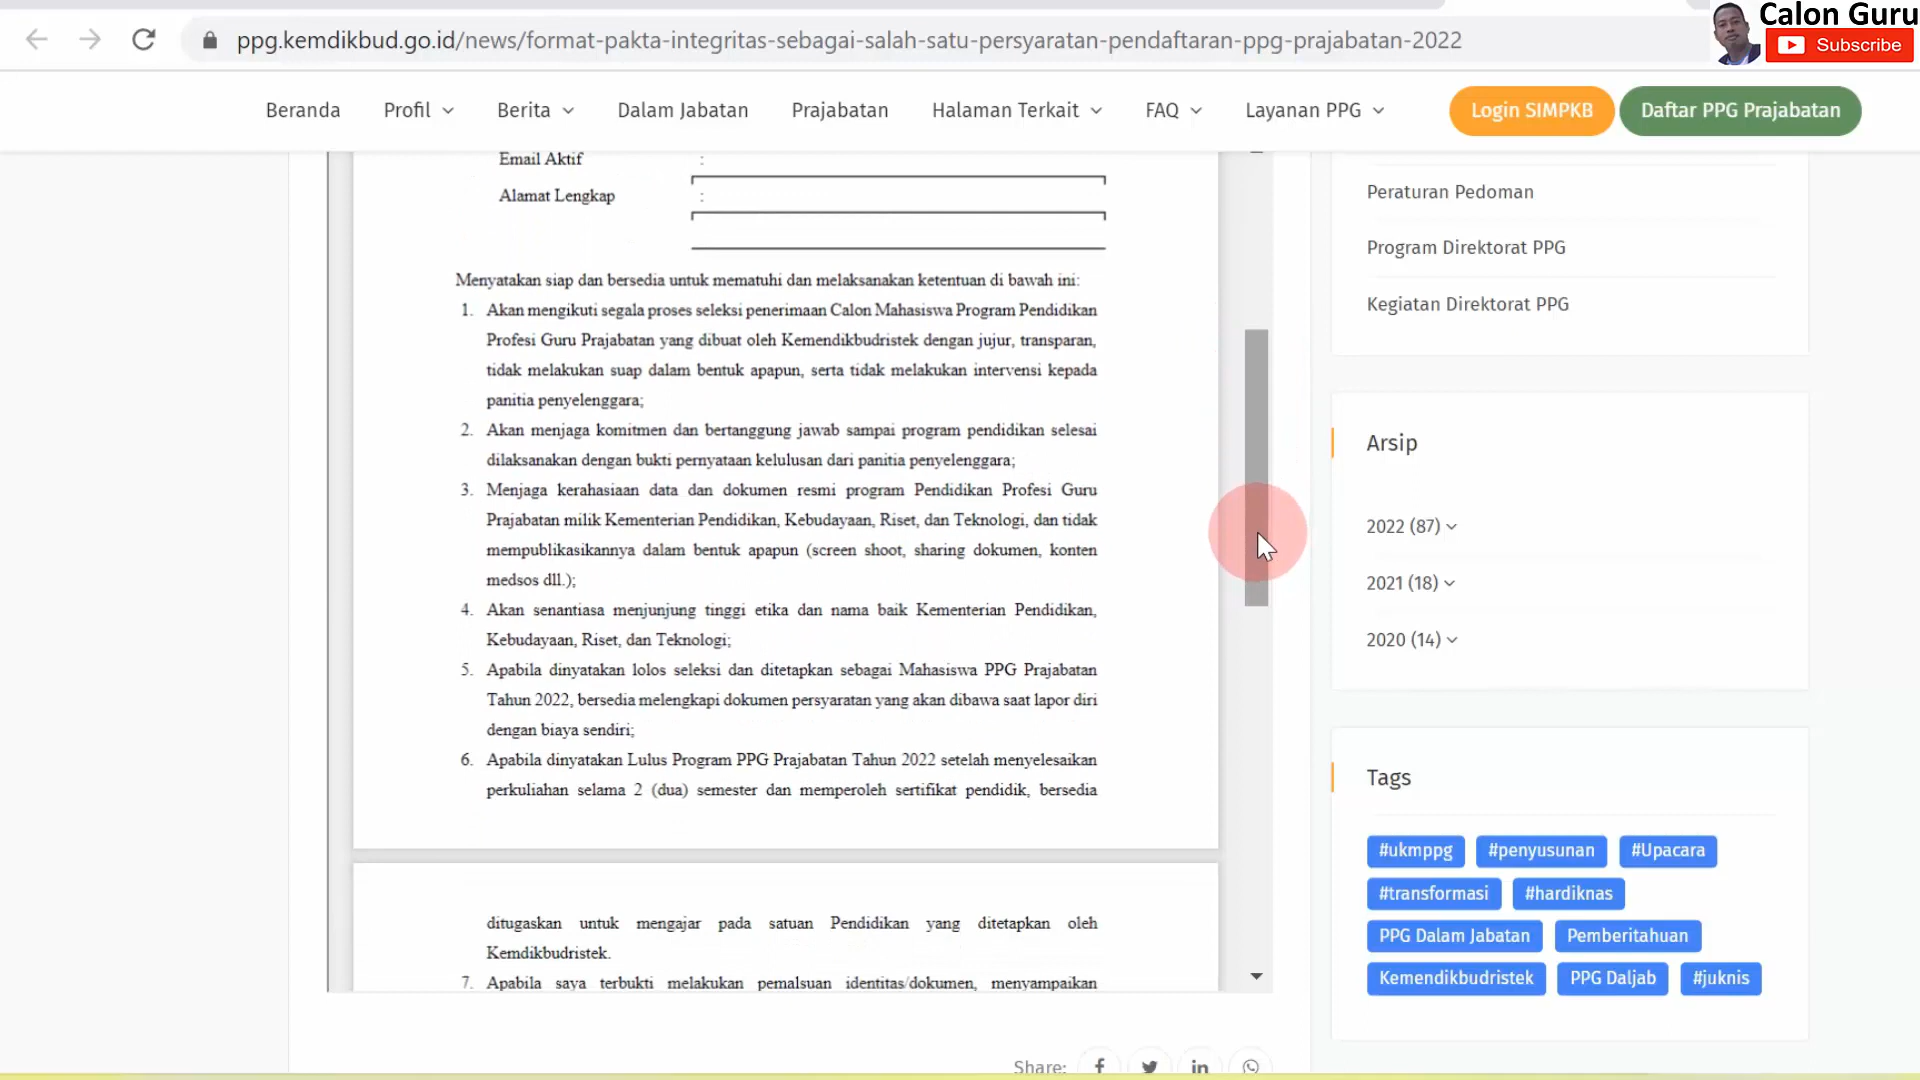 Calon Guru
Subscribe
ppg.kemdikbud.go.id/news/format-pakta-integritas-sebagai-salah-satu-persyaratan-pendaftaran-ppg-prajabatan-2022
Beranda Profil Berita Dalam Jabatan Prajabatan Halaman Terkait FAQ Layanan PPG Login SIMPKB Daftar PPG Prajabatan
Email Aktif :
Alamat Lengkap :
Menyatakan siap dan bersedia untuk mematuhi dan melaksanakan ketentuan di bawah ini:
1. Akan mengikuti segala proses seleksi penerimaan Calon Mahasiswa Program Pendidikan
Profesi Guru Prajabatan yang dibuat oleh Kemendikbudristek dengan jujur, transparan,
tidak melakukan suap dalam bentuk apapun, serta tidak melakukan intervensi kepada
panitia penyelenggara;
2. Akan menjaga komitmen dan bertanggung jawab sampai program pendidikan selesai
dilaksanakan dengan bukti pernyataan kelulusan dari panitia penyelenggara;
3. Menjaga kerahasiaan data dan dokumen resmi program Pendidikan Profesi Guru
Prajabatan milik Kementerian Pendidikan, Kebudayaan, Riset, dan Teknologi, dan tidak
mempublikasikannya dalam bentuk apapun (screen shoot, sharing dokumen, konten
medsos dll.);
4. Akan senantiasa menjunjung tinggi etika dan nama baik Kementerian Pendidikan,
Kebudayaan, Riset, dan Teknologi;
5. Apabila dinyatakan lolos seleksi dan ditetapkan sebagai Mahasiswa PPG Prajabatan
Tahun 2022, bersedia melengkapi dokumen persyaratan yang akan dibawa saat lapor diri
dengan biaya sendiri;
6. Apabila dinyatakan Lulus Program PPG Prajabatan Tahun 2022 setelah menyelesaikan
perkuliahan selama 2 (dua) semester dan memperoleh sertifikat pendidik, bersedia
ditugaskan untuk mengajar pada satuan Pendidikan yang ditetapkan oleh
Kemdikbudristek.
7. Apabila saya terbukti melakukan pemalsuan identitas/dokumen, menyampaikan
Share:
Peraturan Pedoman
Program Direktorat PPG
Kegiatan Direktorat PPG
Arsip
2022 (87)
2021 (18)
2020 (14)
Tags
#ukmppg #penyusunan #Upacara
#transformasi #hardiknas
PPG Dalam Jabatan Pemberitahuan
Kemendikbudristek PPG Daljab #juknis